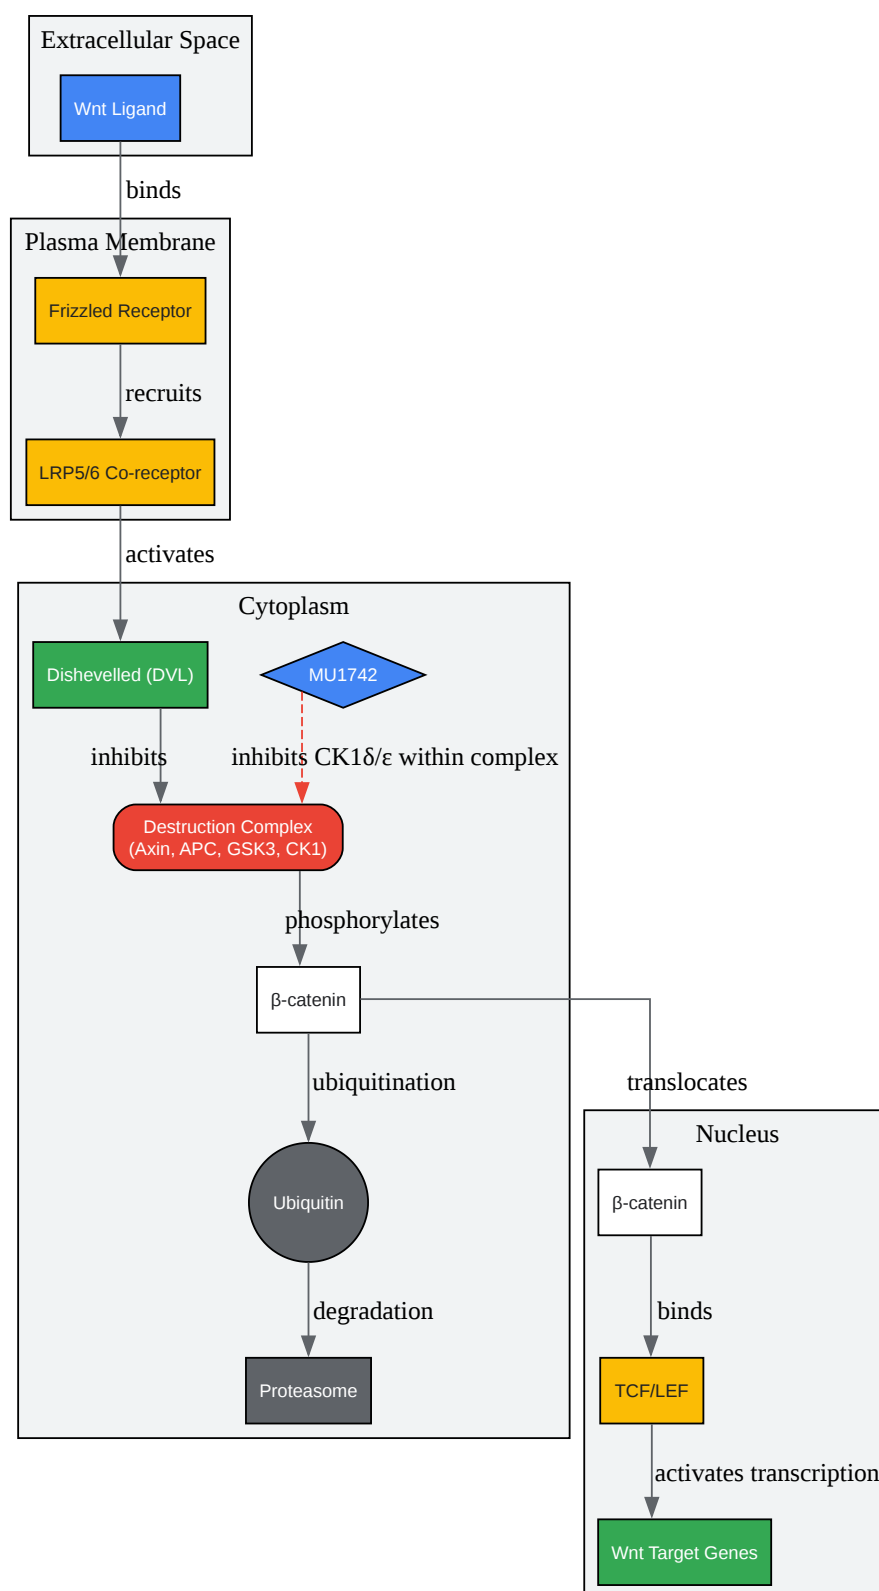 Extracellular Space
Wnt Ligand
binds
Plasma Membrane
Frizzled Receptor
recruits
LRP5/6 Co-receptor
activates
Cytoplasm
Dishevelled (DVL)
MU1742
inhibits
inhibits CK1δ/ε within complex
Destruction Complex
(Axin, APC, GSK3, CK1)
phosphorylates
β-catenin
ubiquitination
translocates
Nucleus
Ubiquitin
β-catenin
degradation
binds
Proteasome
TCF/LEF
activates transcription
Wnt Target Genes